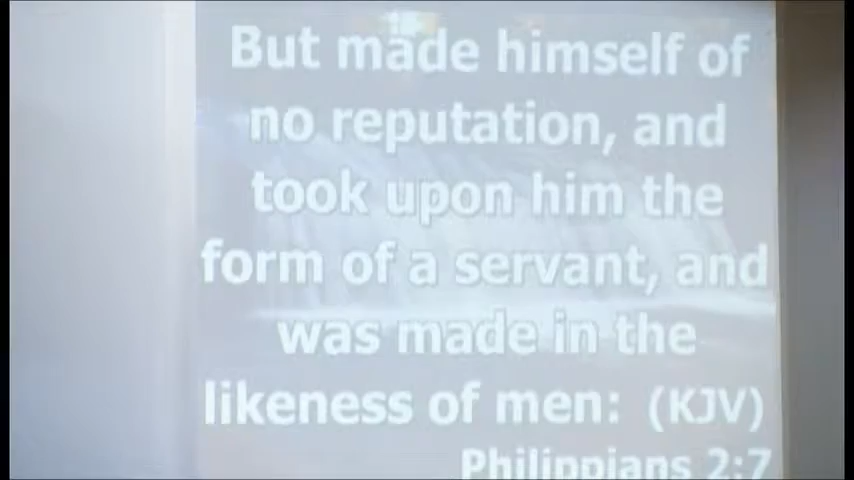 But made himself of
no reputation, and
took upon him the
form of a servant, and
was made in the
likeness of men: (KJV)
Philippians 2:7